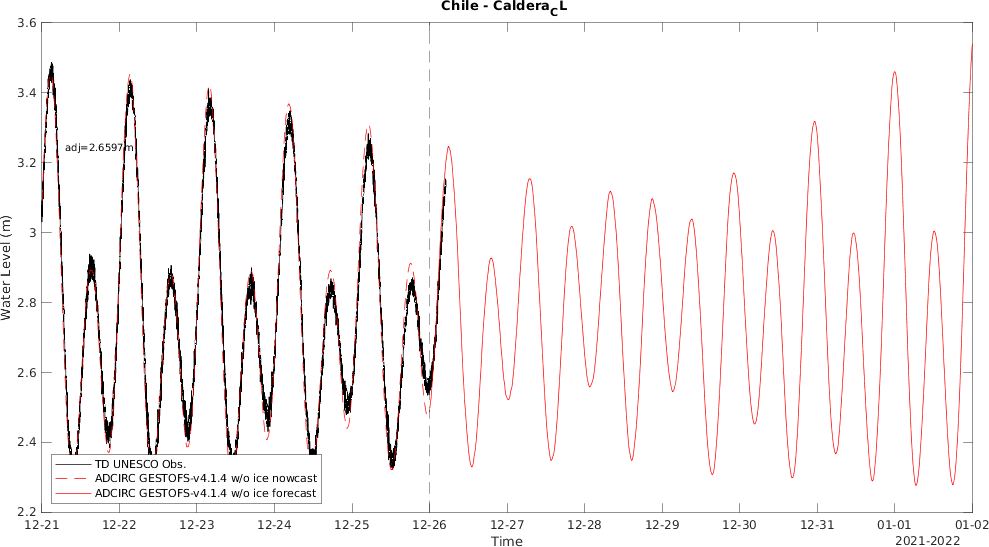 Chile - Caldera_CL
3.6
3.4
3.2
3
2.8
2.6
2.4
2.2
Water Level (m)
adj=2.6597m
TD UNESCO Obs.
ADCIRC GESTOFS-v4.1.4 w/o ice nowcast
ADCIRC GESTOFS-v4.1.4 w/o ice forecast
12-21 12-22 12-23 12-24 12-25 12-26 12-27 12-28 12-29 12-30 12-31 01-01 01-02
Time
2021-2022